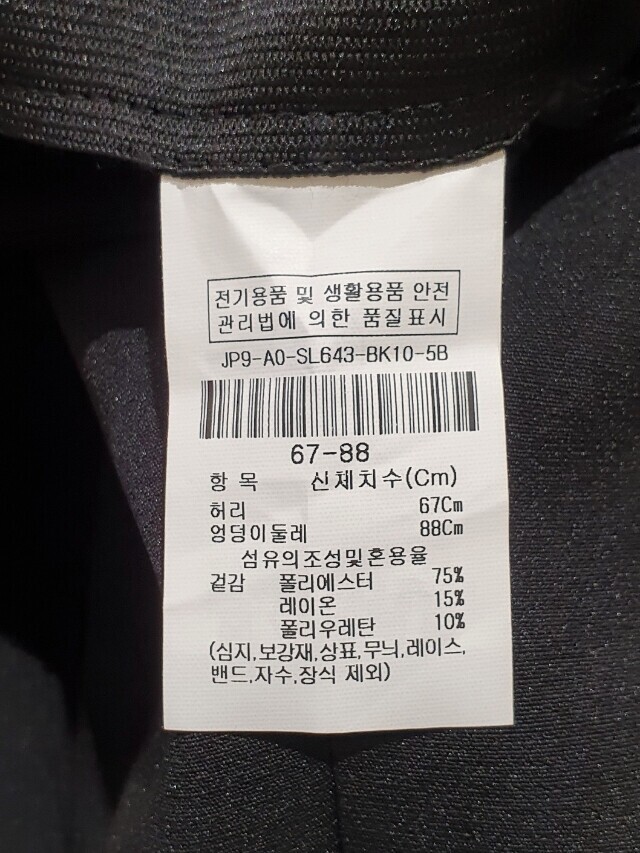 전기용품 및 생활용품 안전
관리법에 의한 품질표시
JP9-A0-SL643-BK10-5B
67-88
항 목 신체치수(Cm)
허리 67Cm
엉덩이둘레 88Cm
섬유의조성및혼용율
겉감 폴리에스터 75%
레이온 15%
폴리우레탄 10%
(심지,보강재,상표,무늬,레이스,
밴드,자수,장식 제외)